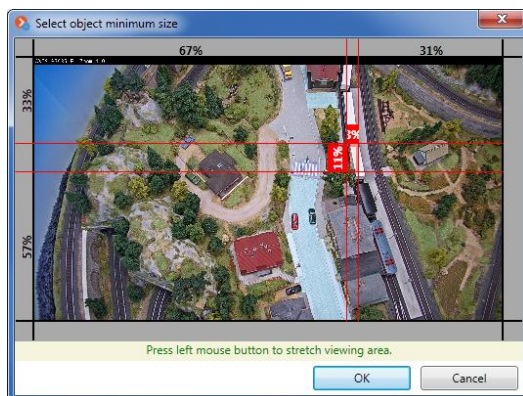 Select object minimum size
67%
31%
33%
3%
11%
57%
Press left mouse button to stretch viewing area.
OK
Cancel